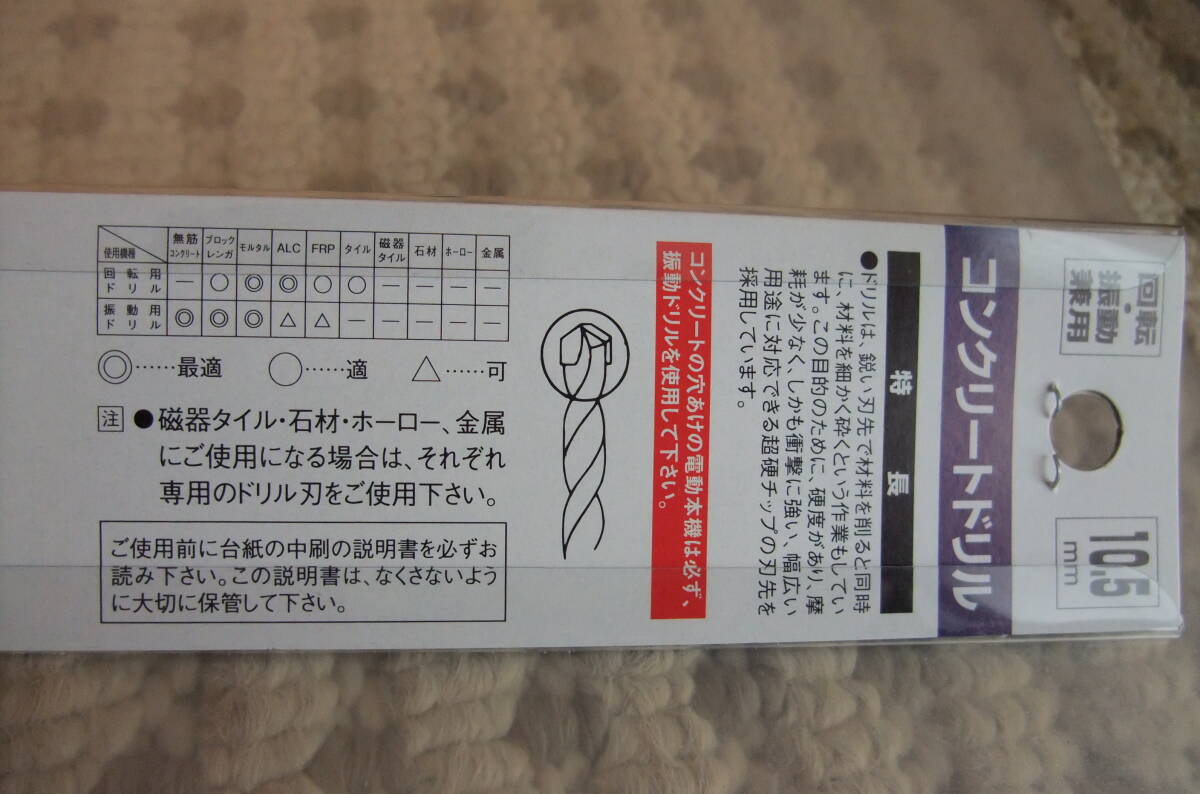 回転
・
振動
兼用
10.5
mm
コンクリートドリル
特長
●ドリルは、鋭い刃先で材料を削ると同時
に、材料を細かく砕くという作業もしてい
ます。この目的のために、硬度があり、摩
耗が少なく、しかも衝撃に強い、幅広い
用途に対応できる超硬チップの刃先を
採用しています。
コンクリートの穴あけの電動本機は必ず、
振動ドリルを使用して下さい。
使用機種 無筋コンクリート ブロックレンガ モルタル ALC FRP タイル 磁器タイル 石材 ホーロー 金属
回転用ドリル — ○ ◎ ◎ ○ ○ — — — —
振動用ドリル ◎ ◎ ◎ △ △ — — — — —
◎……最適 ○……適 △……可
注 ●磁器タイル・石材・ホーロー、金属
にご使用になる場合は、それぞれ
専用のドリル刃をご使用下さい。
ご使用前に台紙の中刷の説明書を必ずお
読み下さい。この説明書は、なくさないよう
に大切に保管して下さい。